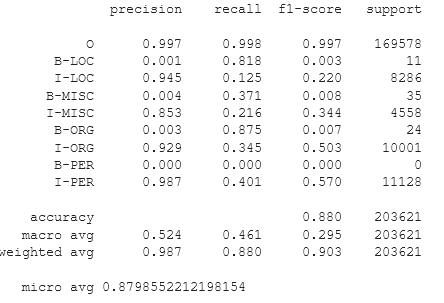 precision recall f1-score support
O 0.997 0.998 0.997 169578
B-LOC 0.001 0.818 0.003 11
I-LOC 0.945 0.125 0.220 8286
B-MISC 0.004 0.371 0.008 35
I-MISC 0.853 0.216 0.344 4558
B-ORG 0.003 0.875 0.007 24
I-ORG 0.929 0.345 0.503 10001
B-PER 0.000 0.000 0.000 0
I-PER 0.987 0.401 0.570 11128
accuracy 0.880 203621
macro avg 0.524 0.461 0.295 203621
weighted avg 0.987 0.880 0.903 203621
micro avg 0.8798552212198154